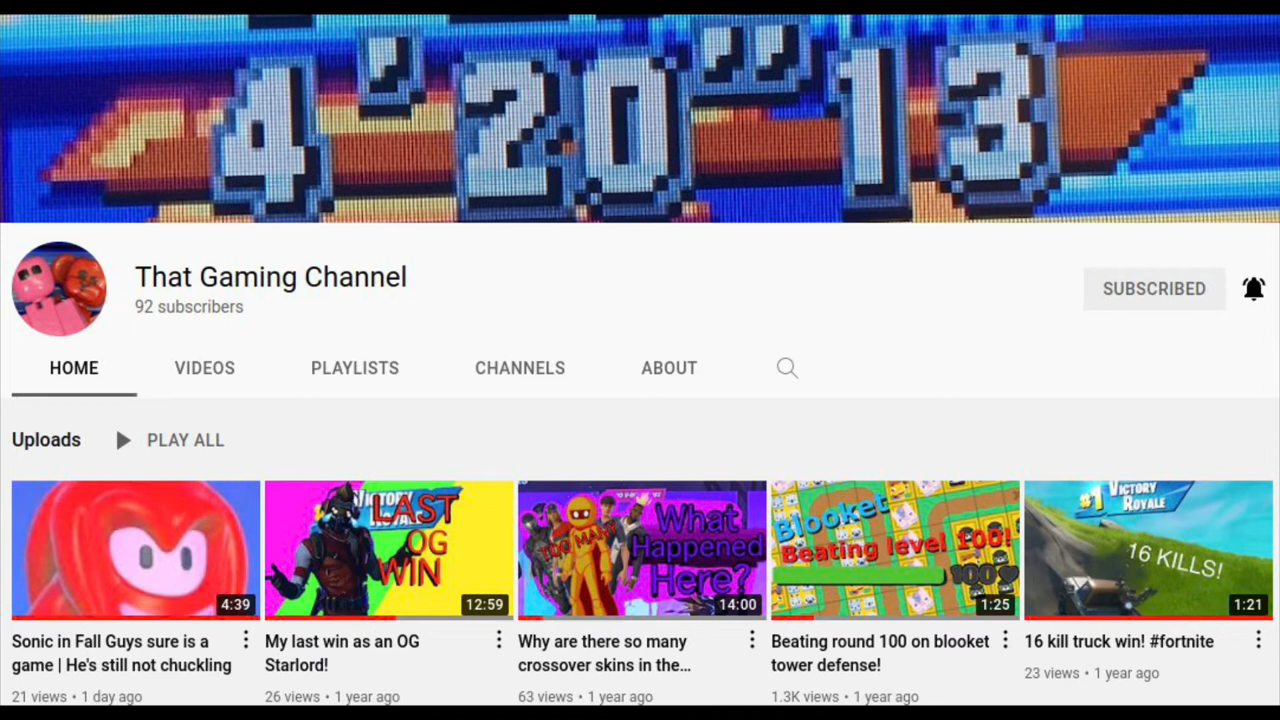 4'20"13
That Gaming Channel
92 subscribers
SUBSCRIBED
HOME
VIDEOS
PLAYLISTS
CHANNELS
ABOUT
Uploads
PLAY ALL
4:39
VICTORY ROYALE
LAST
OG
WIN
12:59
TOO MANY
What
Happened
Here?
14:00
Blooket
Beating level 100!
100?
1:25
#1 VICTORY
ROYALE
16 KILLS!
1:21
Sonic in Fall Guys sure is a
game | He's still not chuckling
21 views • 1 day ago
My last win as an OG
Starlord!
26 views • 1 year ago
Why are there so many
crossover skins in the...
63 views • 1 year ago
Beating round 100 on blooket
tower defense!
1.3K views • 1 year ago
16 kill truck win! #fortnite
23 views • 1 year ago